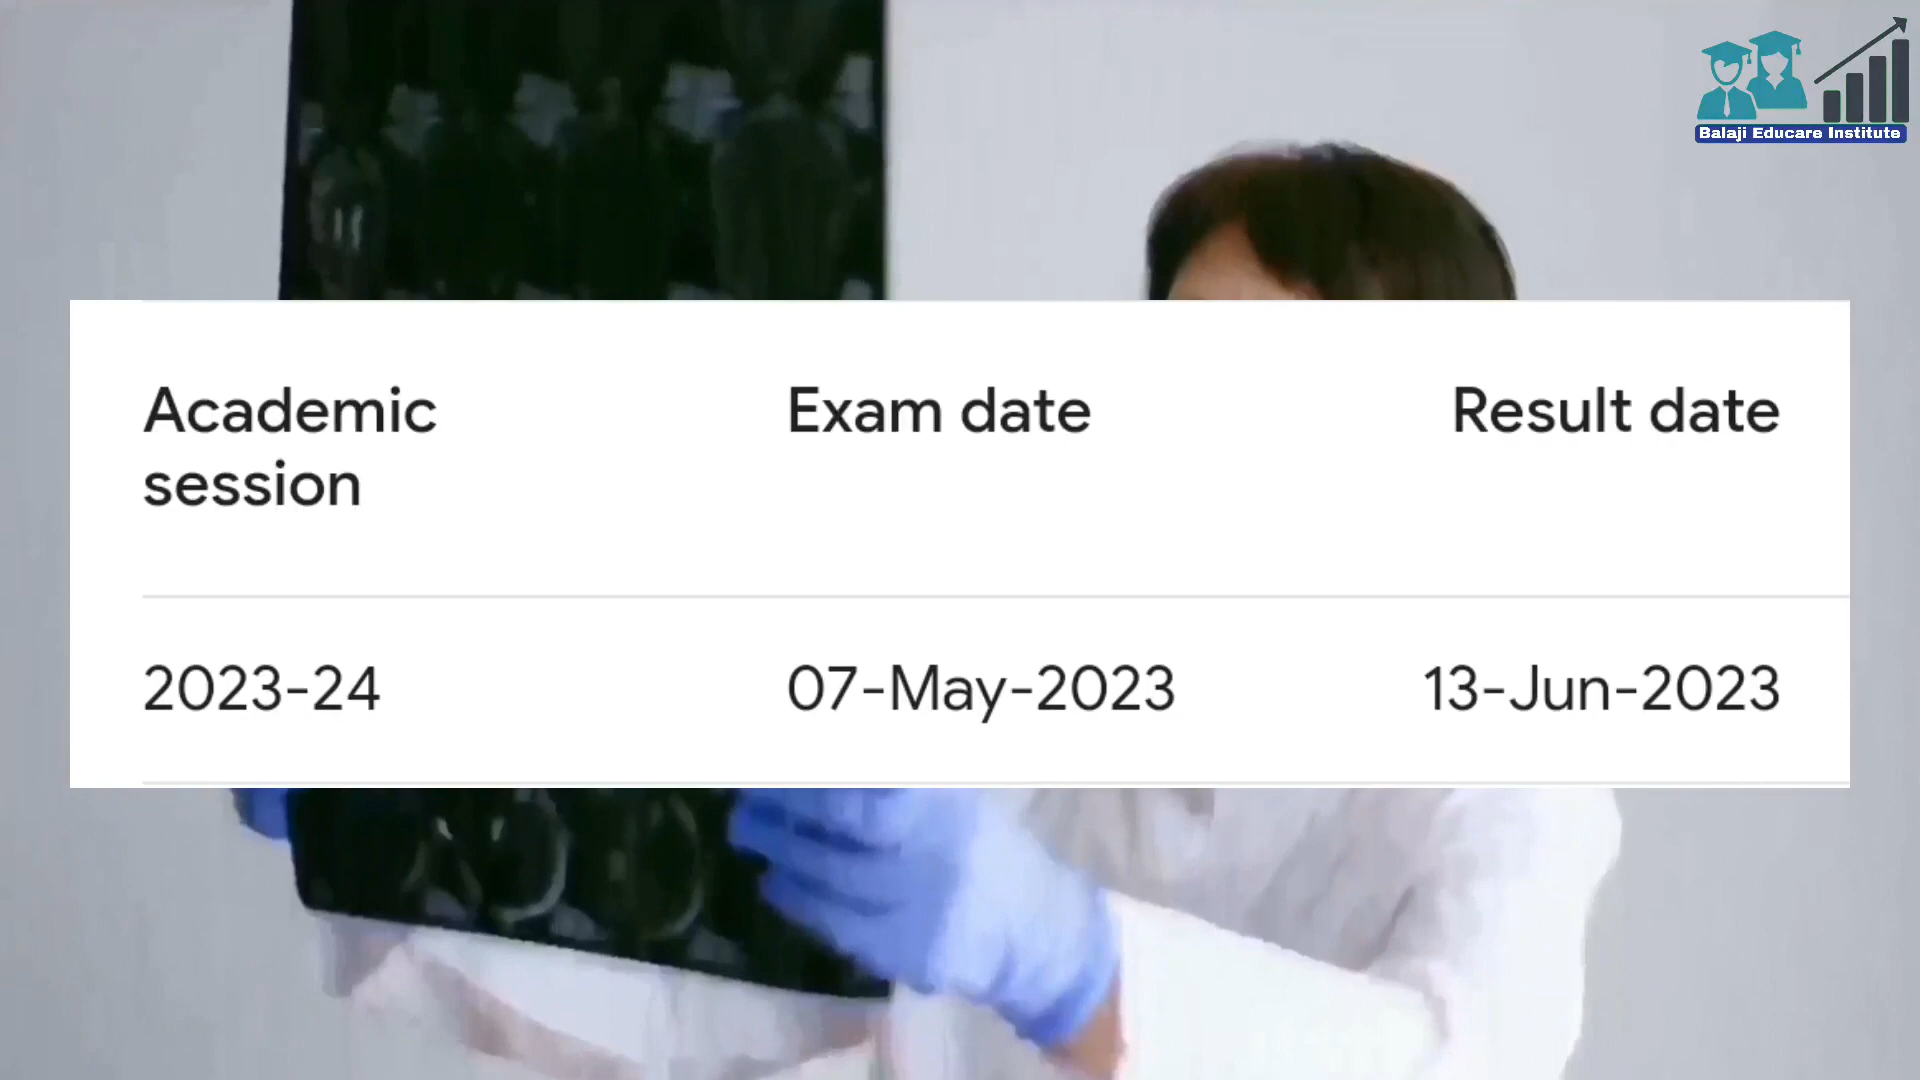 Balaji Educare Institute
Academic session
Exam date
Result date
2023-24
07-May-2023
13-Jun-2023